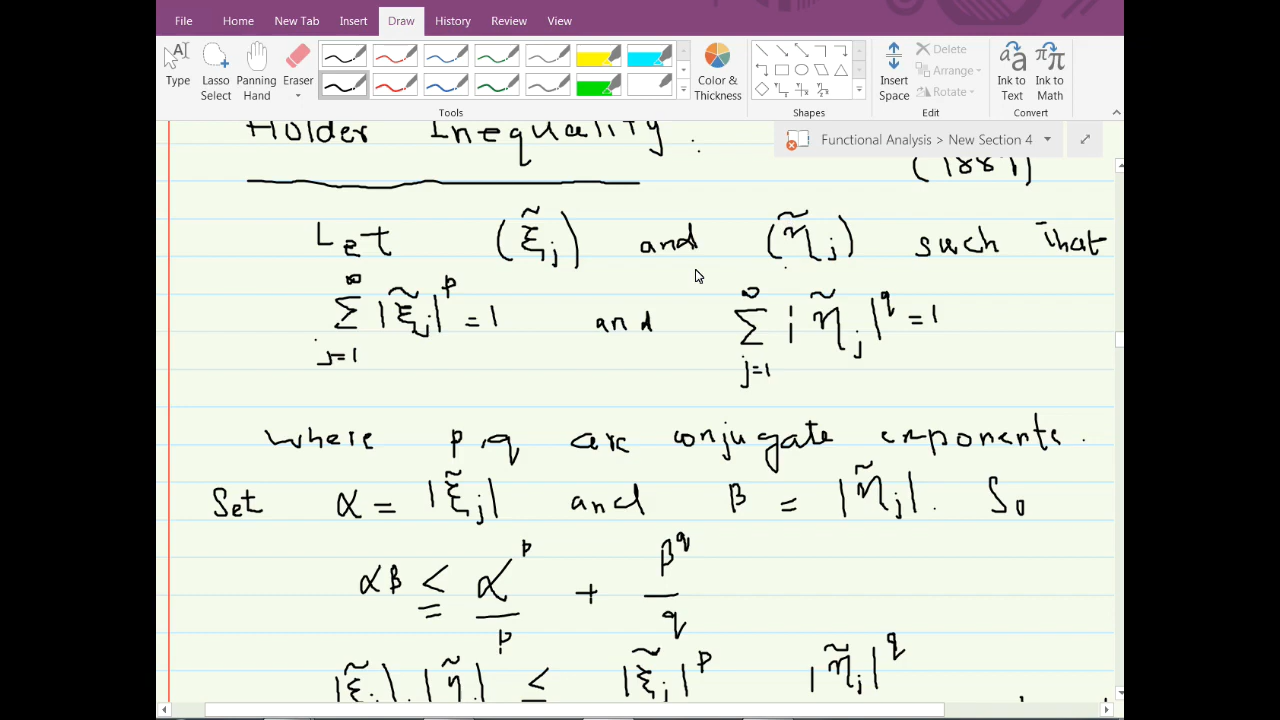 File Home New Tab Insert Draw History Review View
Type Lasso Select Panning Hand Eraser Color & Thickness Insert Space Delete Arrange Rotate Ink to Text Ink to Math
Tools Shapes Edit Convert
Functional Analysis > New Section 4
Holder Inequality.
(1889)
Let (ξ̃ⱼ) and (η̃ⱼ) such that
∞ Σ j=1 |ξ̃ⱼ|ᵖ = 1 and ∞ Σ j=1 |η̃ⱼ|^q = 1
where p, q are conjugate exponents.
Set α = |ξ̃ⱼ| and β = |η̃ⱼ|. So
αβ ≤ α^p/p + β^q/q
|ξ̃ⱼ|.|η̃ⱼ| ≤ |ξ̃ⱼ|^p |η̃ⱼ|^q